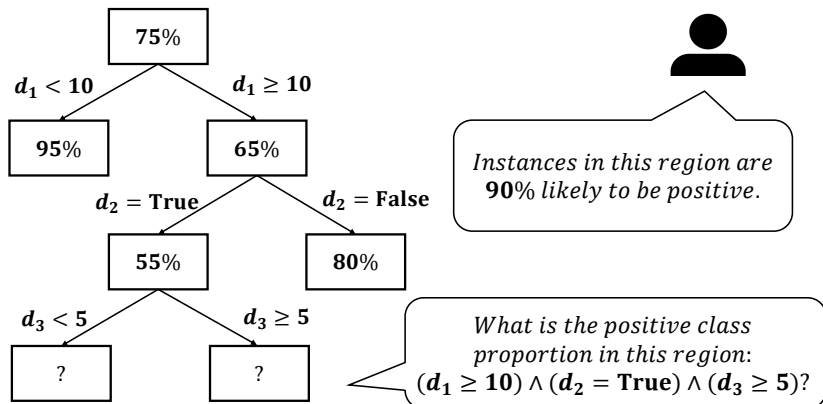 75%
d₁ < 10
d₁ ≥ 10
95%
65%
Instances in this region are
90% likely to be positive.
d₂ = True
d₂ = False
55%
80%
d₃ < 5
d₃ ≥ 5
?
?
What is the positive class
proportion in this region:
(d₁ ≥ 10) ∧ (d₂ = True) ∧ (d₃ ≥ 5)?